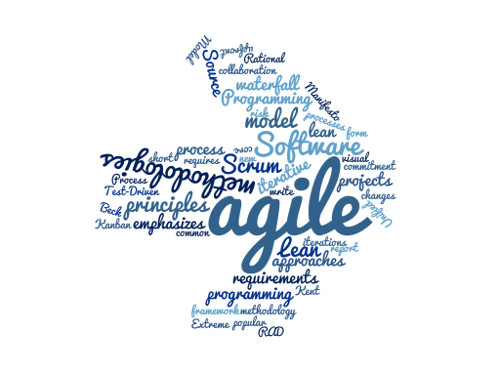 Model
upfront
Source
Rational
collaboration
waterfall
Programming
Manifesto
risk
model
processes
lean
form
Software
short
process
core
new
visual
requires
Scrum
commitment
methodologies
iterative
Process
projects
Test-Driven
write
changes
Beck
principles
agile
Unified
Kanban
emphasizes
common
Lean
iterations
report
approaches
requirements
programming
Kent
framework
methodology
Extreme
popular
RAD